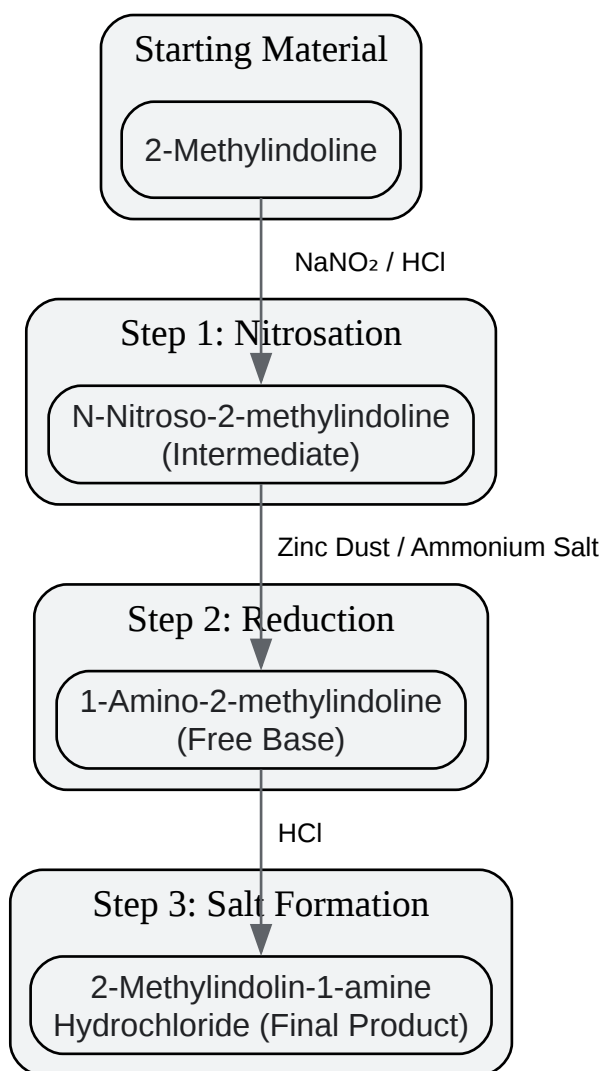 Starting Material
2-Methylindoline
NaNO₂ / HCl
Step 1: Nitrosation
N-Nitroso-2-methylindoline
(Intermediate)
Zinc Dust / Ammonium Salt
Step 2: Reduction
1-Amino-2-methylindoline
(Free Base)
HCl
Step 3: Salt Formation
2-Methylindolin-1-amine
Hydrochloride (Final Product)